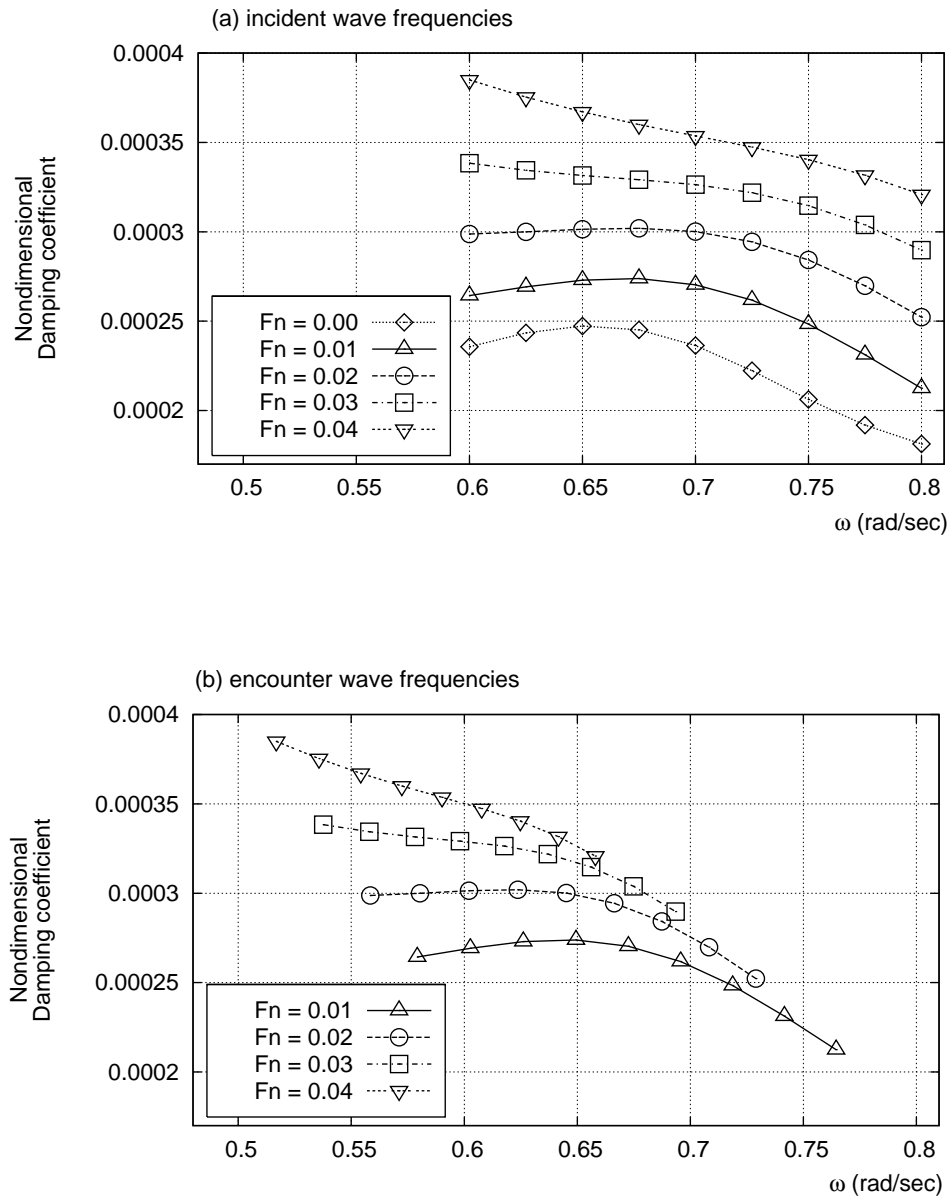 (a) incident wave frequencies
0.0004
0.00035
0.0003
0.00025
0.0002
Nondimensional
Damping coefficient
Fn = 0.00
Fn = 0.01
Fn = 0.02
Fn = 0.03
Fn = 0.04
0.5 0.55 0.6 0.65 0.7 0.75 0.8
ω (rad/sec)
(b) encounter wave frequencies
0.0004
0.00035
0.0003
0.00025
0.0002
Nondimensional
Damping coefficient
Fn = 0.01
Fn = 0.02
Fn = 0.03
Fn = 0.04
0.5 0.55 0.6 0.65 0.7 0.75 0.8
ω (rad/sec)